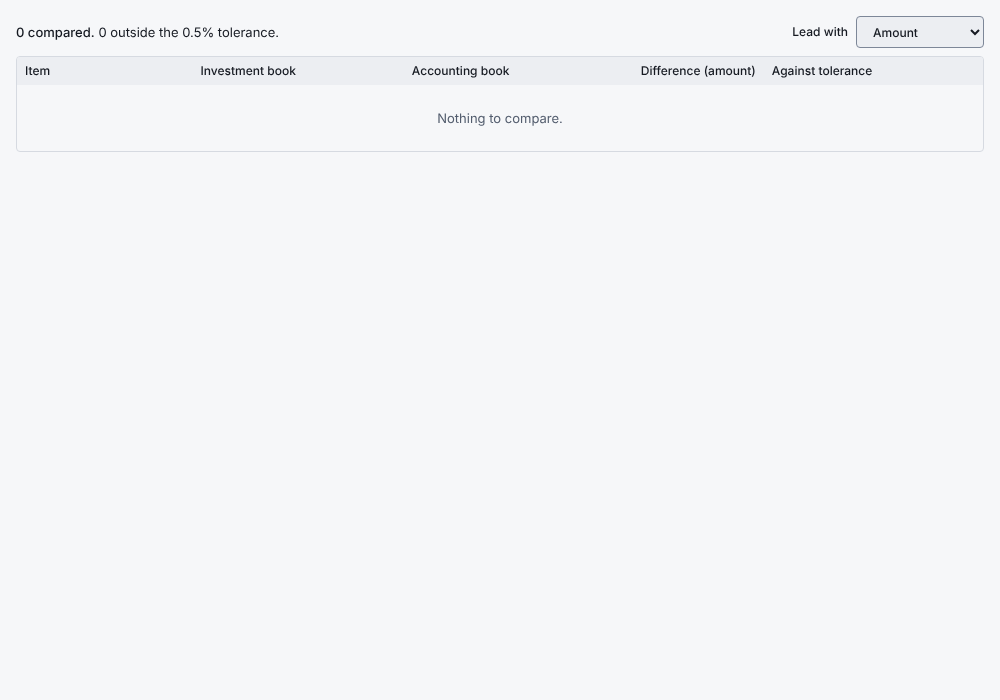 0 compared. 0 outside the 0.5% tolerance.
Lead with Amount
Item Investment book Accounting book Difference (amount) Against tolerance
Nothing to compare.